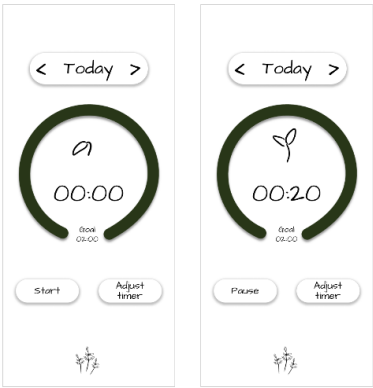 < Today >
00:00
Goal
02:00
Start
Adjust
timer
< Today >
00:20
Goal
02:00
Pause
Adjust
timer